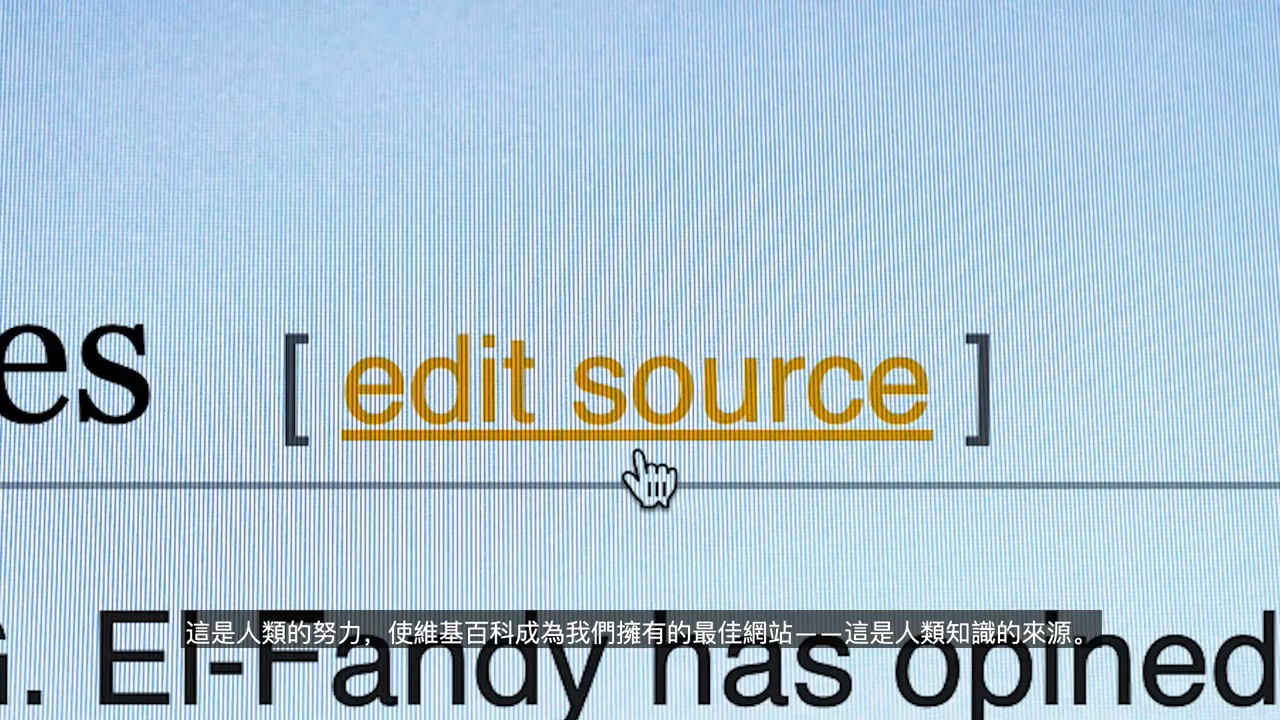 es [ edit source ]
這是人類的努力，使維基百科成為我們擁有的最佳網站——這是人類知識的來源。
. El-Fandy has opined